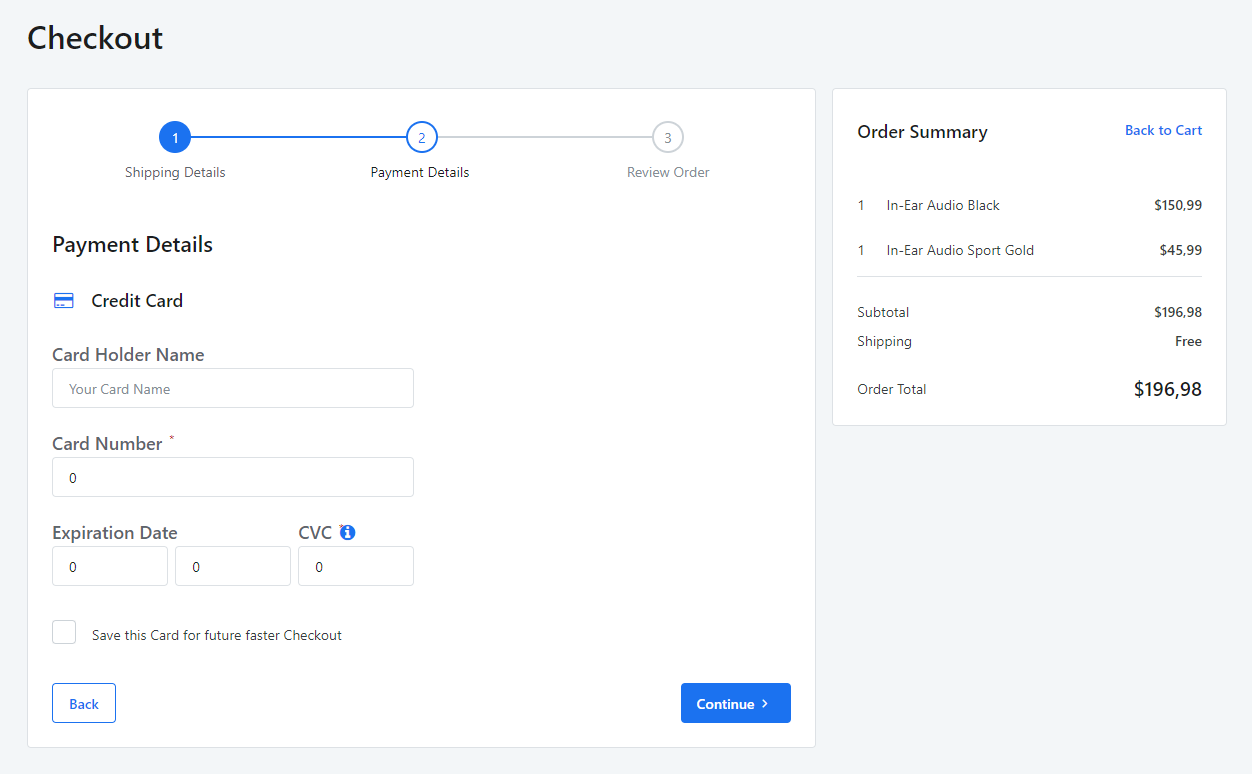 Checkout
1
2
3
Shipping Details
Payment Details
Review Order
Payment Details
Credit Card
Card Holder Name
Your Card Name
Card Number *
0
Expiration Date
CVC *
0
0
0
Save this Card for future faster Checkout
Back
Continue
Order Summary
Back to Cart
1 In-Ear Audio Black $150,99
1 In-Ear Audio Sport Gold $45,99
Subtotal $196,98
Shipping Free
Order Total $196,98